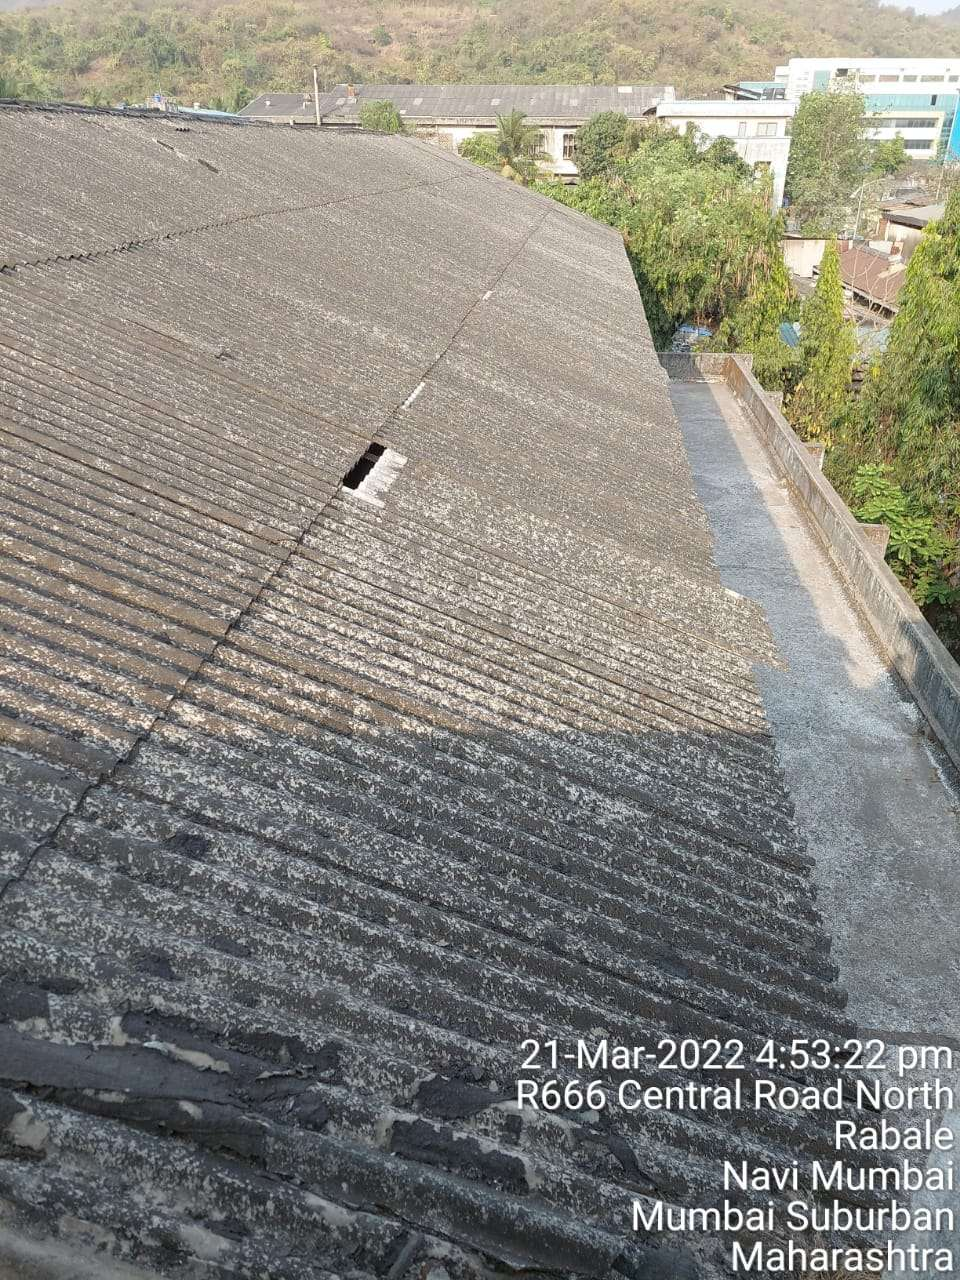 21-Mar-2022 4:53:22 pm
R666 Central Road North
Rabale
Navi Mumbai
Mumbai Suburban
Maharashtra